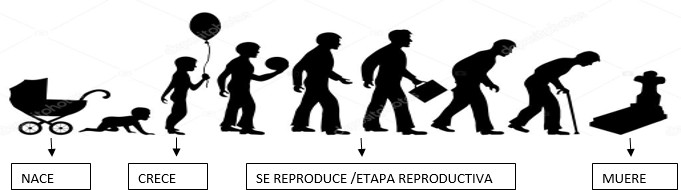 NACE
CRECE
SE REPRODUCE /ETAPA REPRODUCTIVA
MUERE